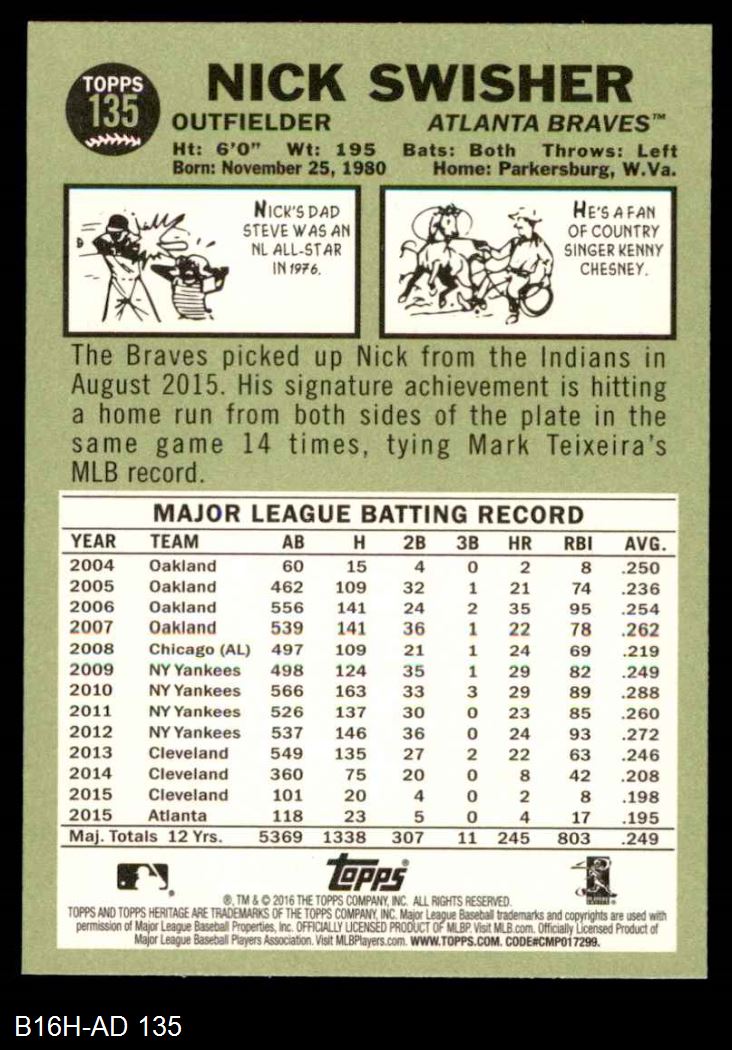 TOPPS
135
NICK SWISHER
OUTFIELDER ATLANTA BRAVES™
Ht: 6'0" Wt: 195 Bats: Both Throws: Left
Born: November 25, 1980 Home: Parkersburg, W.Va.
NICK'S DAD
STEVE WAS AN
NL ALL-STAR
IN 1976.
HE'S A FAN
OF COUNTRY
SINGER KENNY
CHESNEY.
The Braves picked up Nick from the Indians in
August 2015. His signature achievement is hitting
a home run from both sides of the plate in the
same game 14 times, tying Mark Teixeira's
MLB record.
MAJOR LEAGUE BATTING RECORD
YEAR TEAM AB H 2B 3B HR RBI AVG.
2004 Oakland 60 15 4 0 2 8 .250
2005 Oakland 462 109 32 1 21 74 .236
2006 Oakland 556 141 24 2 35 95 .254
2007 Oakland 539 141 36 1 22 78 .262
2008 Chicago (AL) 497 109 21 1 24 69 .219
2009 NY Yankees 498 124 35 1 29 82 .249
2010 NY Yankees 566 163 33 3 29 89 .288
2011 NY Yankees 526 137 30 0 23 85 .260
2012 NY Yankees 537 146 36 0 24 93 .272
2013 Cleveland 549 135 27 2 22 63 .246
2014 Cleveland 360 75 20 0 8 42 .208
2015 Cleveland 101 20 4 0 2 8 .198
2015 Atlanta 118 23 5 0 4 17 .195
Maj. Totals 12 Yrs. 5369 1338 307 11 245 803 .249
Topps®
®, TM & © 2016 THE TOPPS COMPANY, INC. ALL RIGHTS RESERVED.
TOPPS AND TOPPS HERITAGE ARE TRADEMARKS OF THE TOPPS COMPANY, INC. Major League Baseball trademarks and copyrights are used with
permission of Major League Baseball Properties, Inc. OFFICIALLY LICENSED PRODUCT OF MLBP. Visit MLB.com. Officially Licensed Product of
Major League Baseball Players Association. Visit MLBPlayers.com. WWW.TOPPS.COM. CODE#CMP017299.
B16H-AD 135